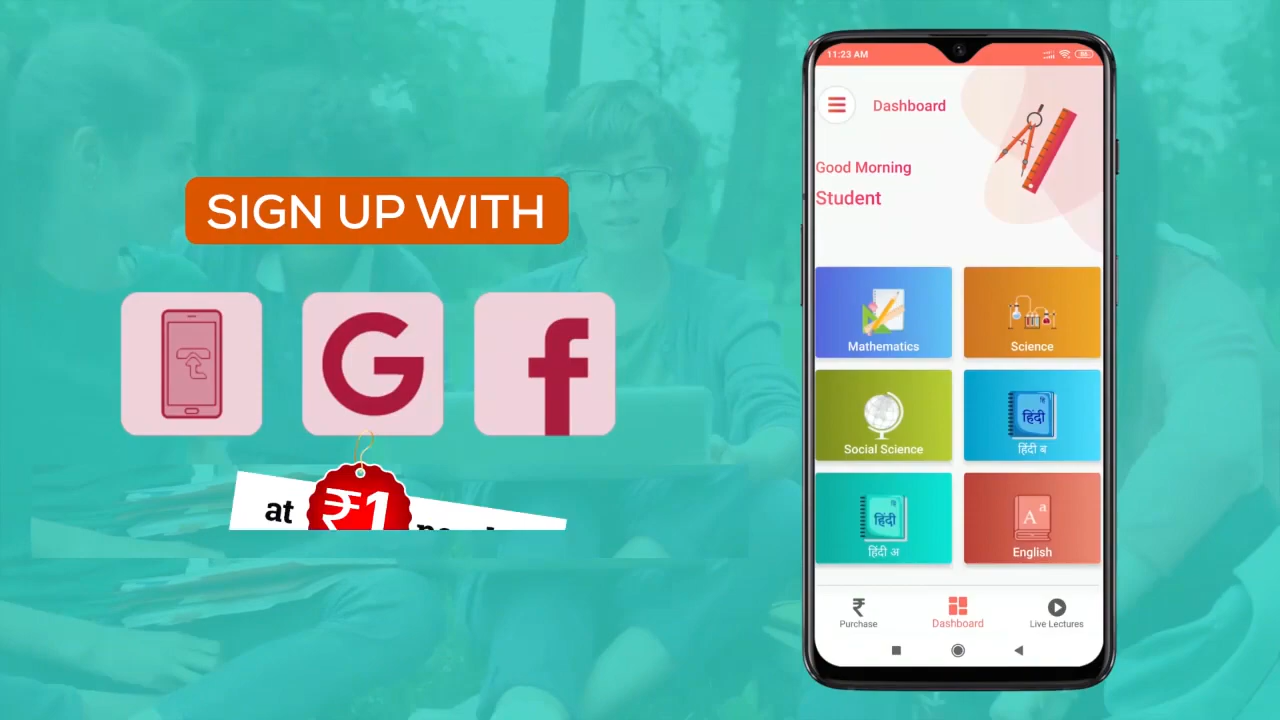 SIGN UP WITH
G
f
at ₹1
11:23 AM
Dashboard
Good Morning
Student
Mathematics
Science
Social Science
हिंदी
हिंदी ब
हिंदी
हिंदी अ
A a
English
₹
Purchase
Dashboard
Live Lectures